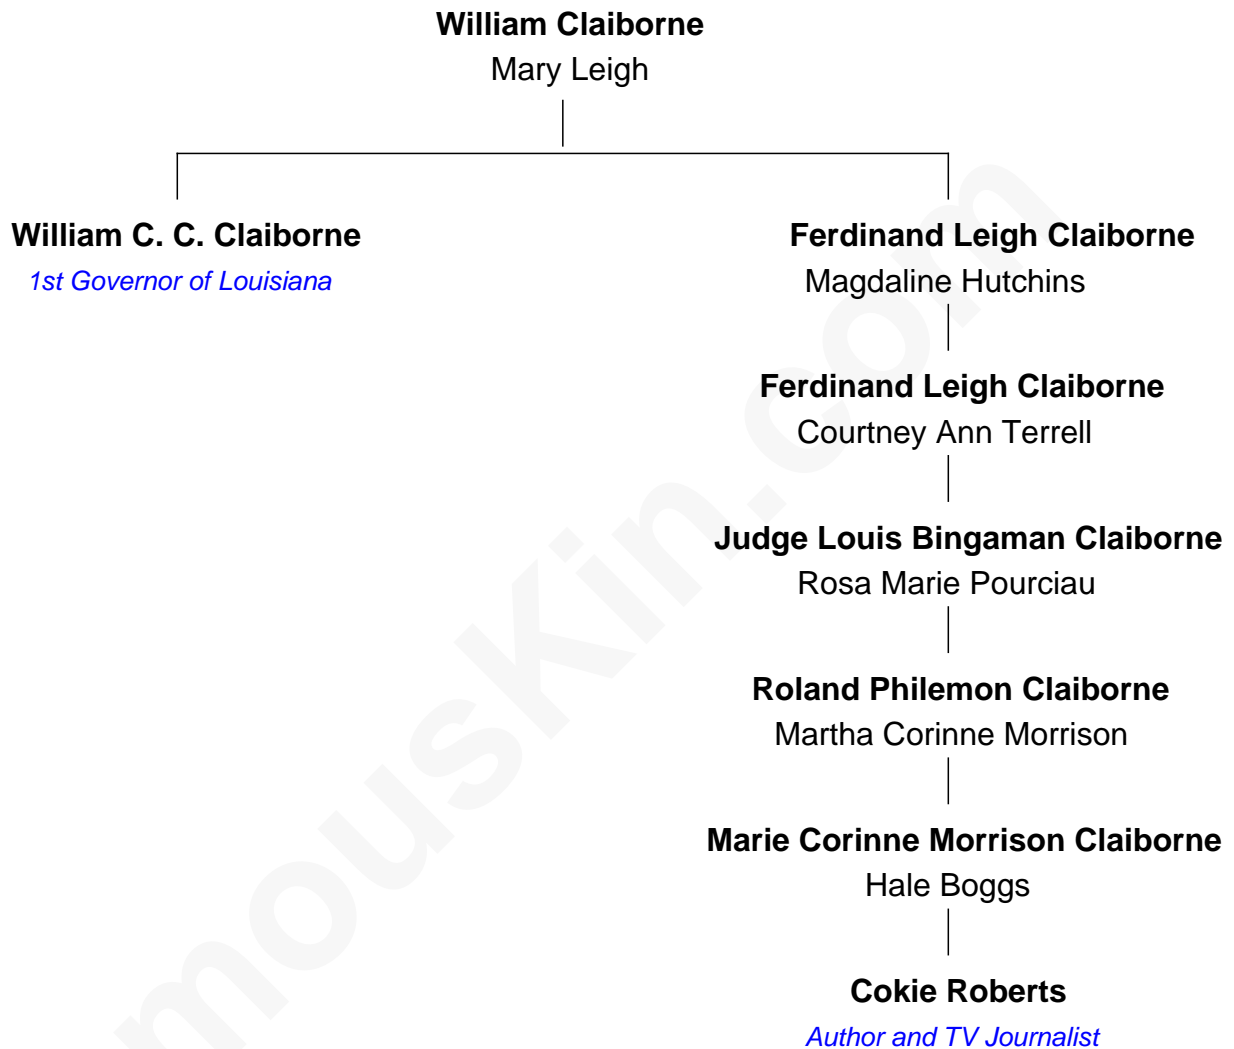 William Claiborne
Mary Leigh
William C. C. Claiborne
1st Governor of Louisiana
Ferdinand Leigh Claiborne
Magdaline Hutchins
Ferdinand Leigh Claiborne
Courtney Ann Terrell
Judge Louis Bingaman Claiborne
Rosa Marie Pourciau
Roland Philemon Claiborne
Martha Corinne Morrison
Marie Corinne Morrison Claiborne
Hale Boggs
Cokie Roberts
Author and TV Journalist
mousKin.com